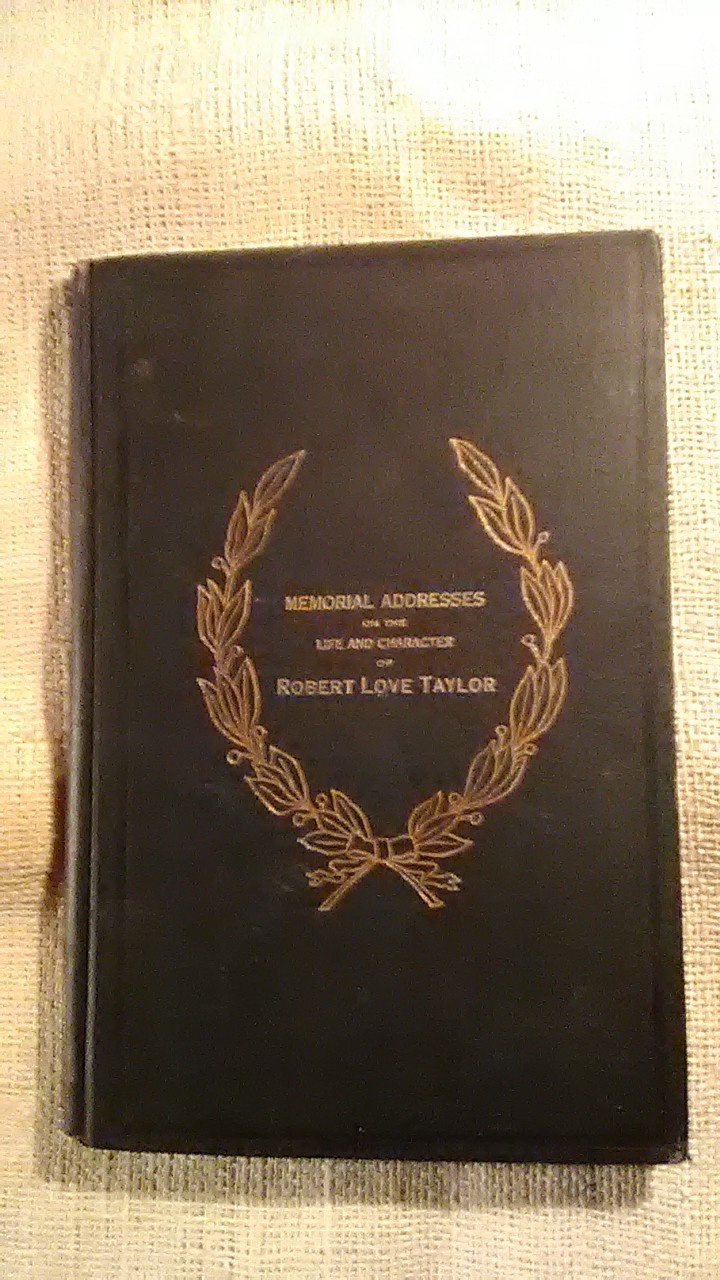 MEMORIAL ADDRESSES
ON THE
LIFE AND CHARACTER
OF
ROBERT LOVE TAYLOR